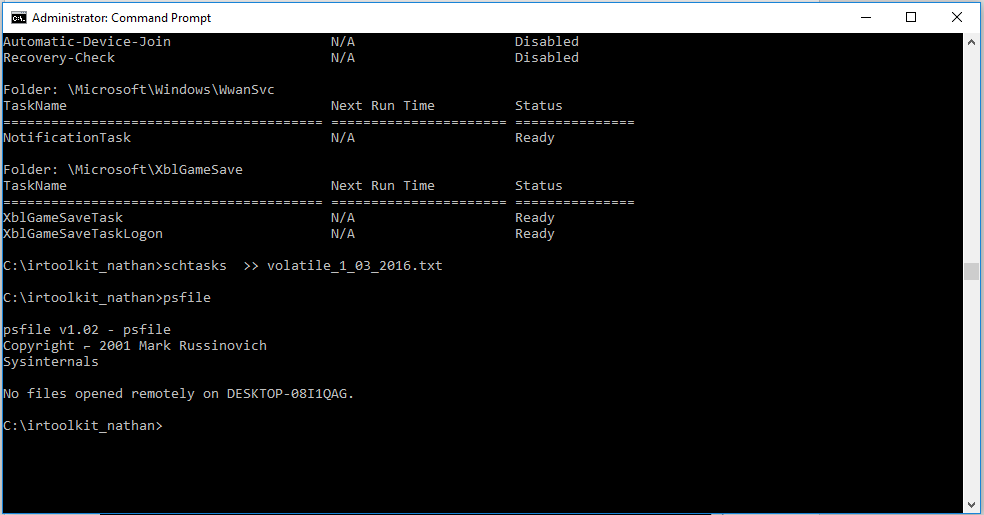 Administrator: Command Prompt
Automatic-Device-Join                    N/A                    Disabled
Recovery-Check                           N/A                    Disabled

Folder: \Microsoft\Windows\WwanSvc
TaskName                                 Next Run Time          Status
======================================== ====================== ===============
NotificationTask                         N/A                    Ready

Folder: \Microsoft\XblGameSave
TaskName                                 Next Run Time          Status
======================================== ====================== ===============
XblGameSaveTask                          N/A                    Ready
XblGameSaveTaskLogon                     N/A                    Ready

C:\irtoolkit_nathan>schtasks  >> volatile_1_03_2016.txt

C:\irtoolkit_nathan>psfile

psfile v1.02 - psfile
Copyright ⌐ 2001 Mark Russinovich
Sysinternals

No files opened remotely on DESKTOP-08I1QAG.

C:\irtoolkit_nathan>